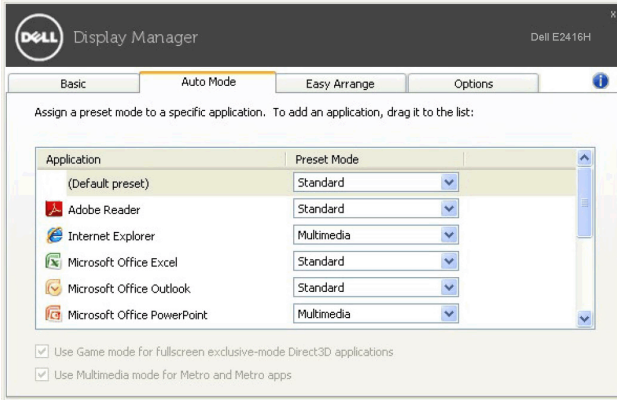 x
DELL Display Manager Dell E2416H
Basic Auto Mode Easy Arrange Options
Assign a preset mode to a specific application. To add an application, drag it to the list:
Application Preset Mode
(Default preset) Standard
Adobe Reader Standard
Internet Explorer Multimedia
Microsoft Office Excel Standard
Microsoft Office Outlook Standard
Microsoft Office PowerPoint Multimedia
Use Game mode for fullscreen exclusive-mode Direct3D applications
Use Multimedia mode for Metro and Metro apps